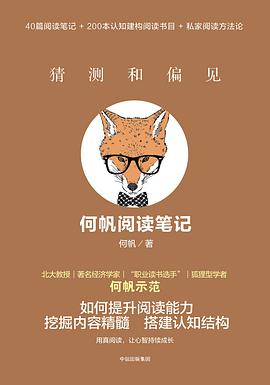 40篇阅读笔记 + 200本认知建构阅读书目 + 私家阅读方法论
猜测和偏见
何帆阅读笔记
何帆／著
北大教授｜著名经济学家｜“职业读书选手”｜狐狸型学者
何帆示范
如何提升阅读能力
挖掘内容精髓 搭建认知结构
用真阅读，让心智持续成长
中信出版集团